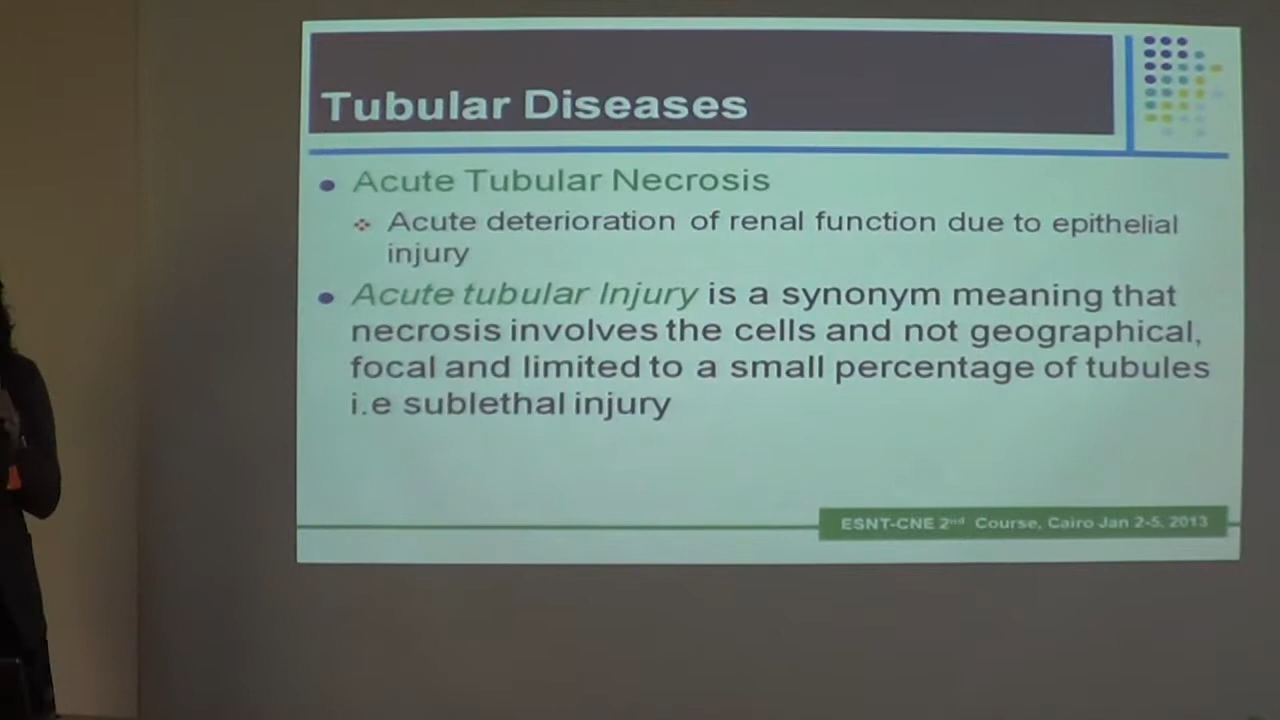 Tubular Diseases
Acute Tubular Necrosis
Acute deterioration of renal function due to epithelial
injury
Acute tubular Injury is a synonym meaning that
necrosis involves the cells and not geographical,
focal and limited to a small percentage of tubules
i.e sublethal injury
ESNT-CNE 2nd Course, Cairo Jan 2-5, 2013